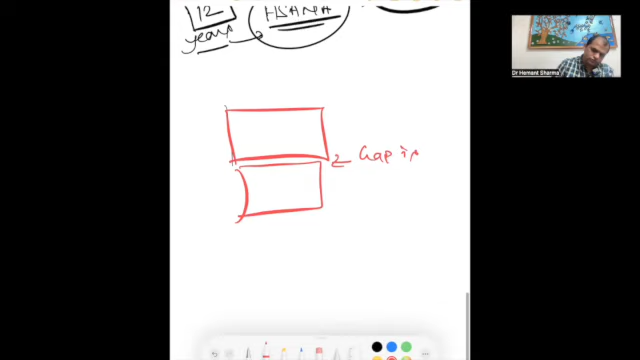 12
years
← Gap in
Dr Hemant Sharma